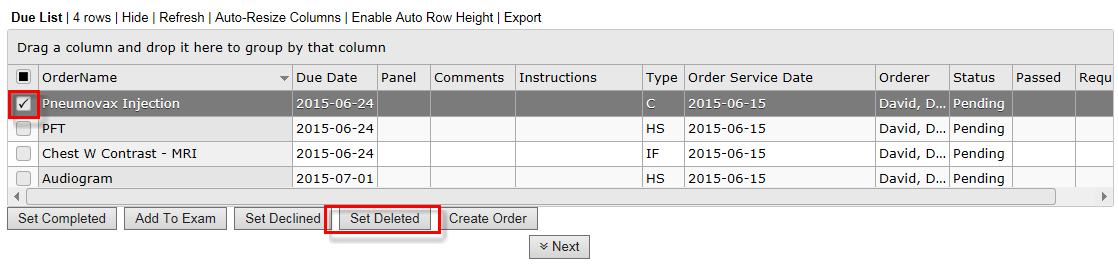 Due List | 4 rows | Hide | Refresh | Auto-Resize Columns | Enable Auto Row Height | Export
Drag a column and drop it here to group by that column
OrderName Due Date Panel Comments Instructions Type Order Service Date Orderer Status Passed Requ
Pneumovax Injection 2015-06-24 C 2015-06-15 David, D... Pending
PFT 2015-06-24 HS 2015-06-15 David, D... Pending
Chest W Contrast - MRI 2015-06-24 IF 2015-06-15 David, D... Pending
Audiogram 2015-07-01 HS 2015-06-15 David, D... Pending
Set Completed Add To Exam Set Declined Set Deleted Create Order
Next